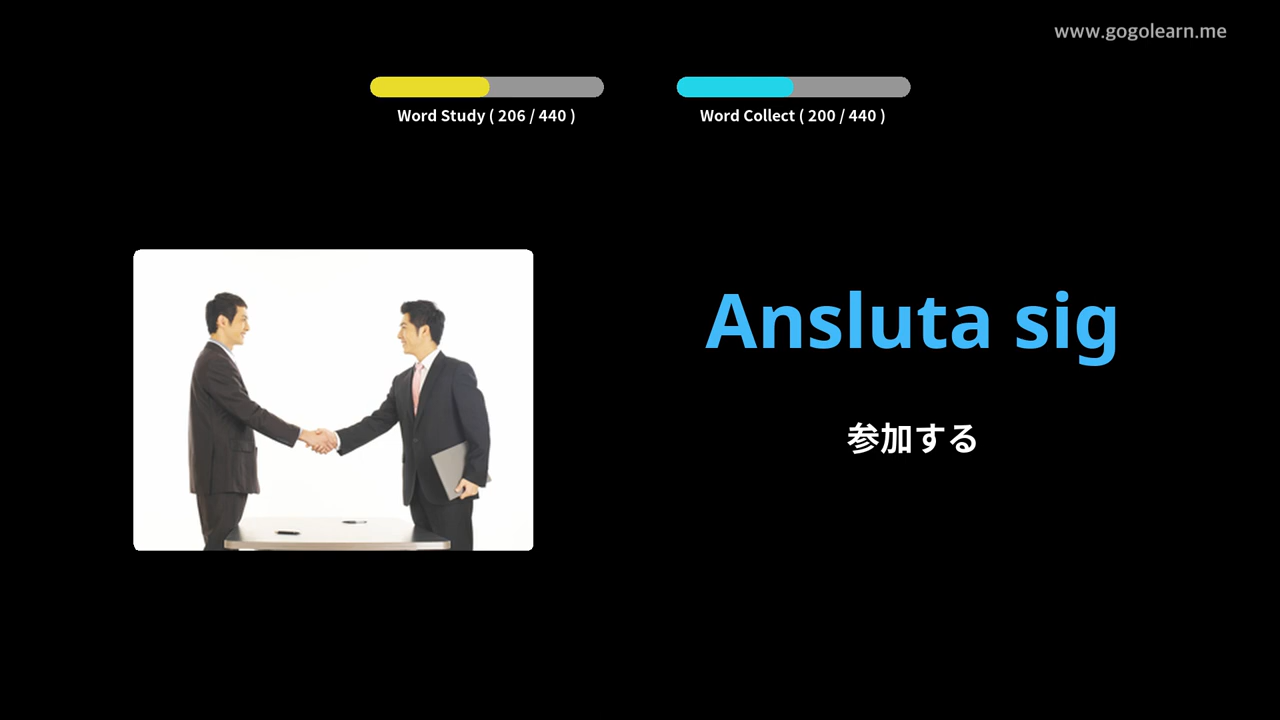 www.gogolearn.me
Word Study ( 206 / 440 )
Word Collect ( 200 / 440 )
Ansluta sig
参加する